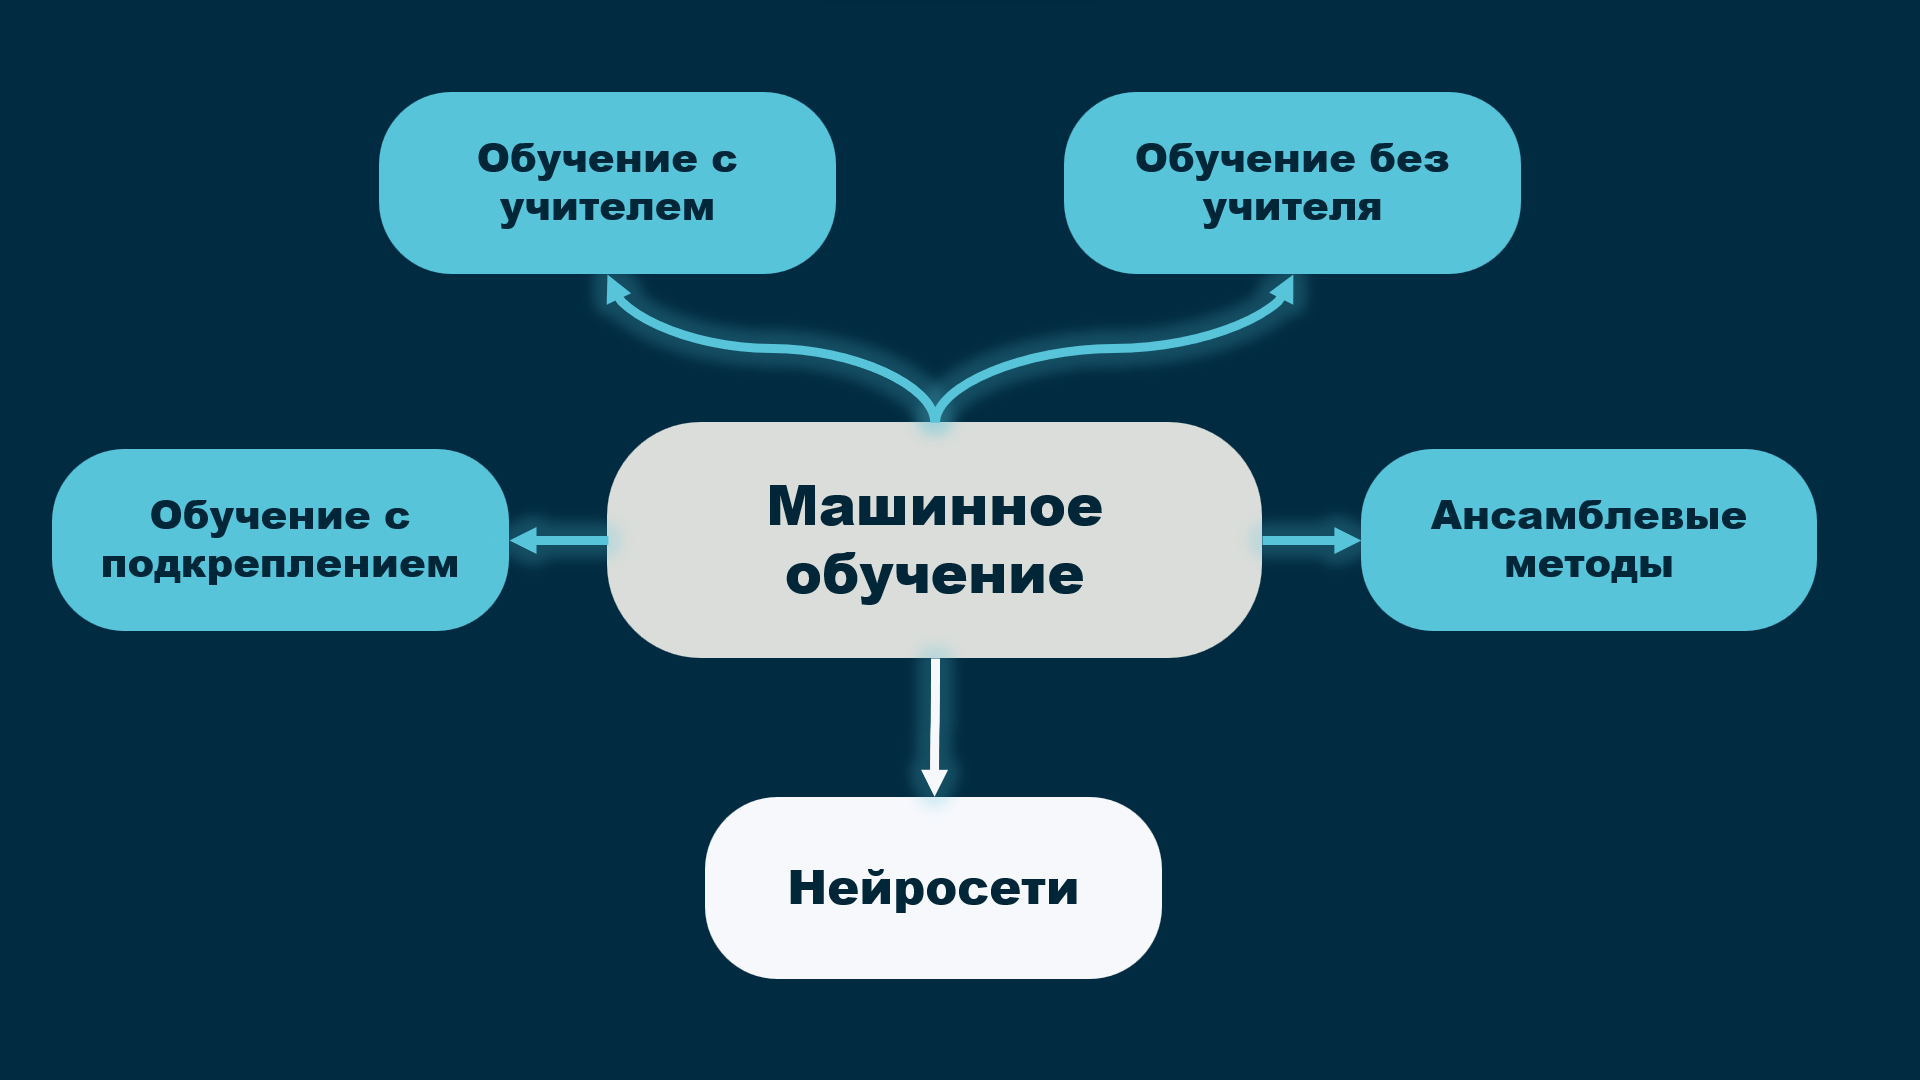 Обучение с
учителем
Обучение без
учителя
Обучение с
подкреплением
Машинное
обучение
Ансамблевые
методы
Нейросети